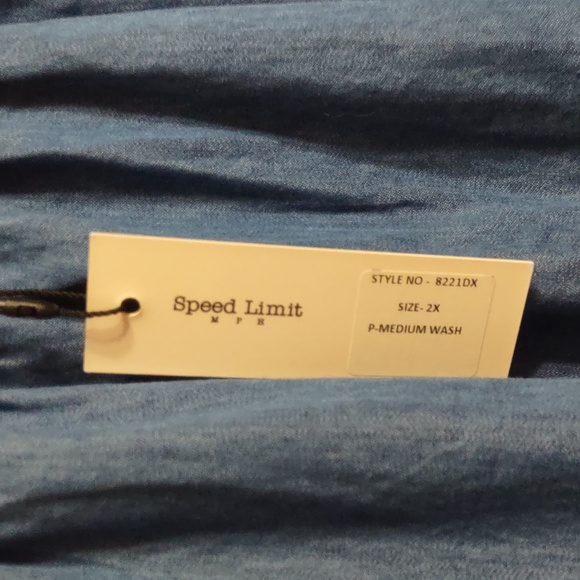 Speed Limit
M P H
STYLE NO - 8221DX
SIZE- 2X
P-MEDIUM WASH